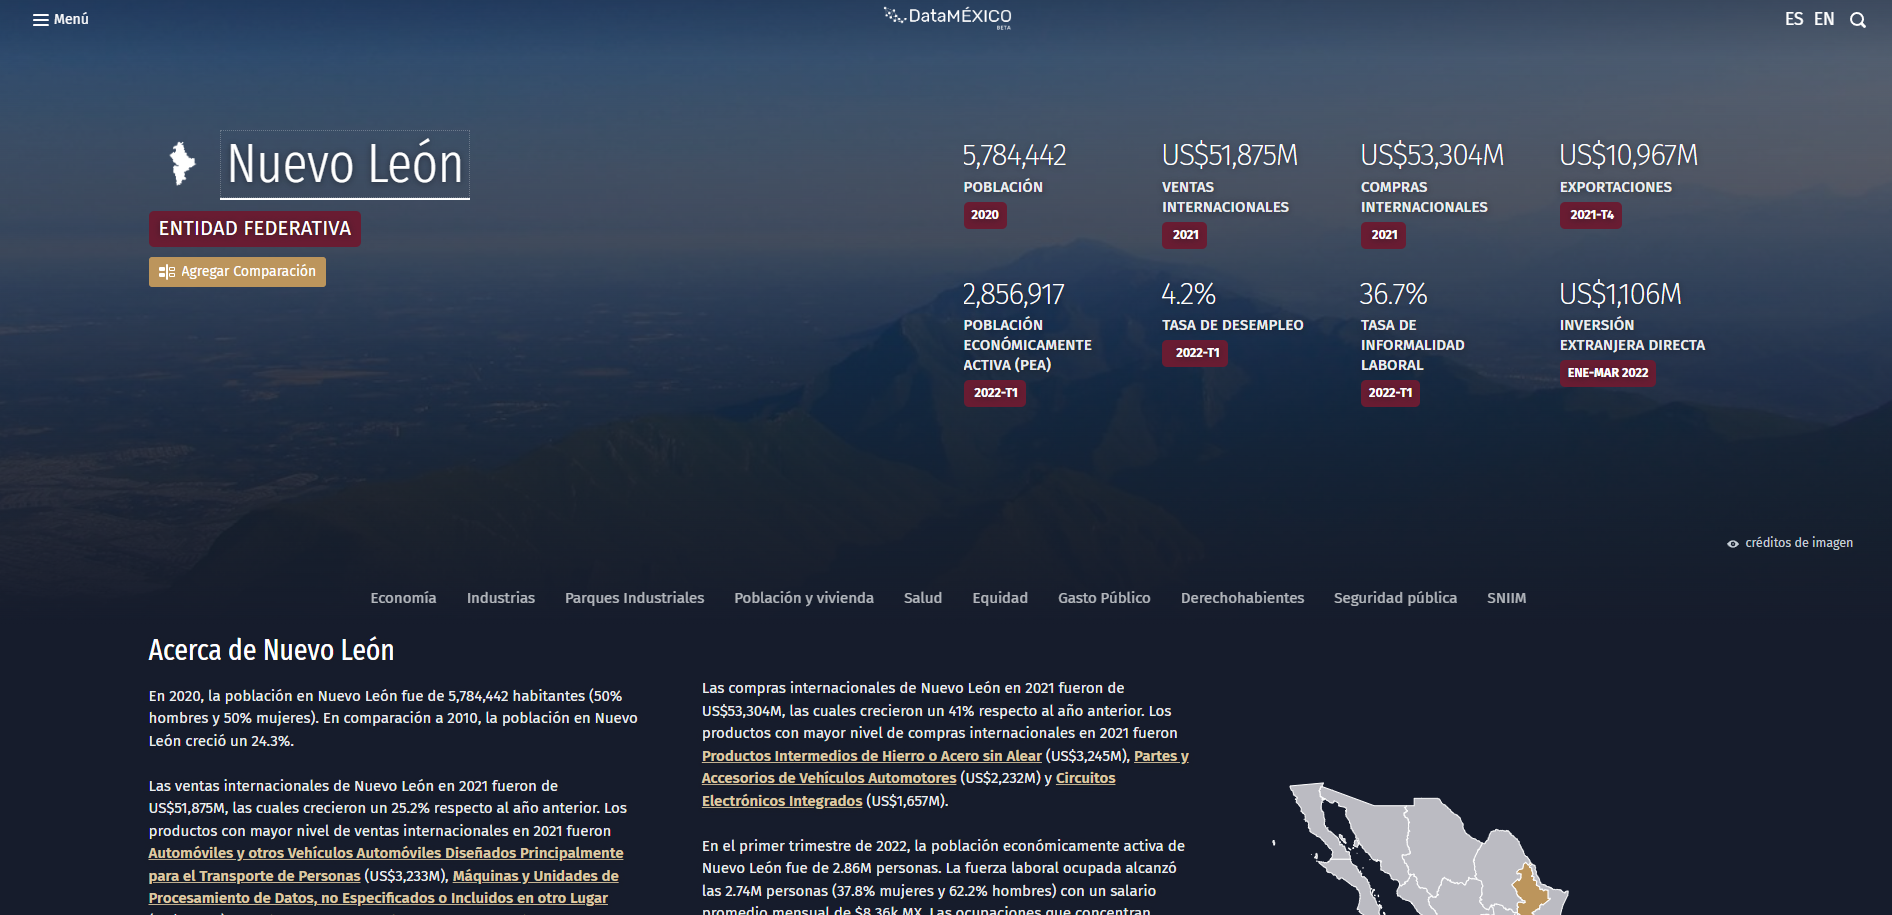 Menú
DataMÉXICO
BETA
ES EN
Nuevo León
ENTIDAD FEDERATIVA
Agregar Comparación
5,784,442
POBLACIÓN
2020
US$51,875M
VENTAS
INTERNACIONALES
2021
US$53,304M
COMPRAS
INTERNACIONALES
2021
US$10,967M
EXPORTACIONES
2021-T4
2,856,917
POBLACIÓN
ECONÓMICAMENTE
ACTIVA (PEA)
2022-T1
4.2%
TASA DE DESEMPLEO
2022-T1
36.7%
TASA DE
INFORMALIDAD
LABORAL
2022-T1
US$1,106M
INVERSIÓN
EXTRANJERA DIRECTA
ENE-MAR 2022
créditos de imagen
Economía Industrias Parques Industriales Población y vivienda Salud Equidad Gasto Público Derechohabientes Seguridad pública SNIIM
Acerca de Nuevo León
En 2020, la población en Nuevo León fue de 5,784,442 habitantes (50%
hombres y 50% mujeres). En comparación a 2010, la población en Nuevo
León creció un 24.3%.
Las ventas internacionales de Nuevo León en 2021 fueron de
US$51,875M, las cuales crecieron un 25.2% respecto al año anterior. Los
productos con mayor nivel de ventas internacionales en 2021 fueron
Automóviles y otros Vehículos Automóviles Diseñados Principalmente
para el Transporte de Personas (US$3,233M), Máquinas y Unidades de
Procesamiento de Datos, no Especificados o Incluidos en otro Lugar
Las compras internacionales de Nuevo León en 2021 fueron de
US$53,304M, las cuales crecieron un 41% respecto al año anterior. Los
productos con mayor nivel de compras internacionales en 2021 fueron
Productos Intermedios de Hierro o Acero sin Alear (US$3,245M), Partes y
Accesorios de Vehículos Automotores (US$2,232M) y Circuitos
Electrónicos Integrados (US$1,657M).
En el primer trimestre de 2022, la población económicamente activa de
Nuevo León fue de 2.86M personas. La fuerza laboral ocupada alcanzó
las 2.74M personas (37.8% mujeres y 62.2% hombres) con un salario
promedio mensual de $8.36k MX. Las ocupaciones que concentran